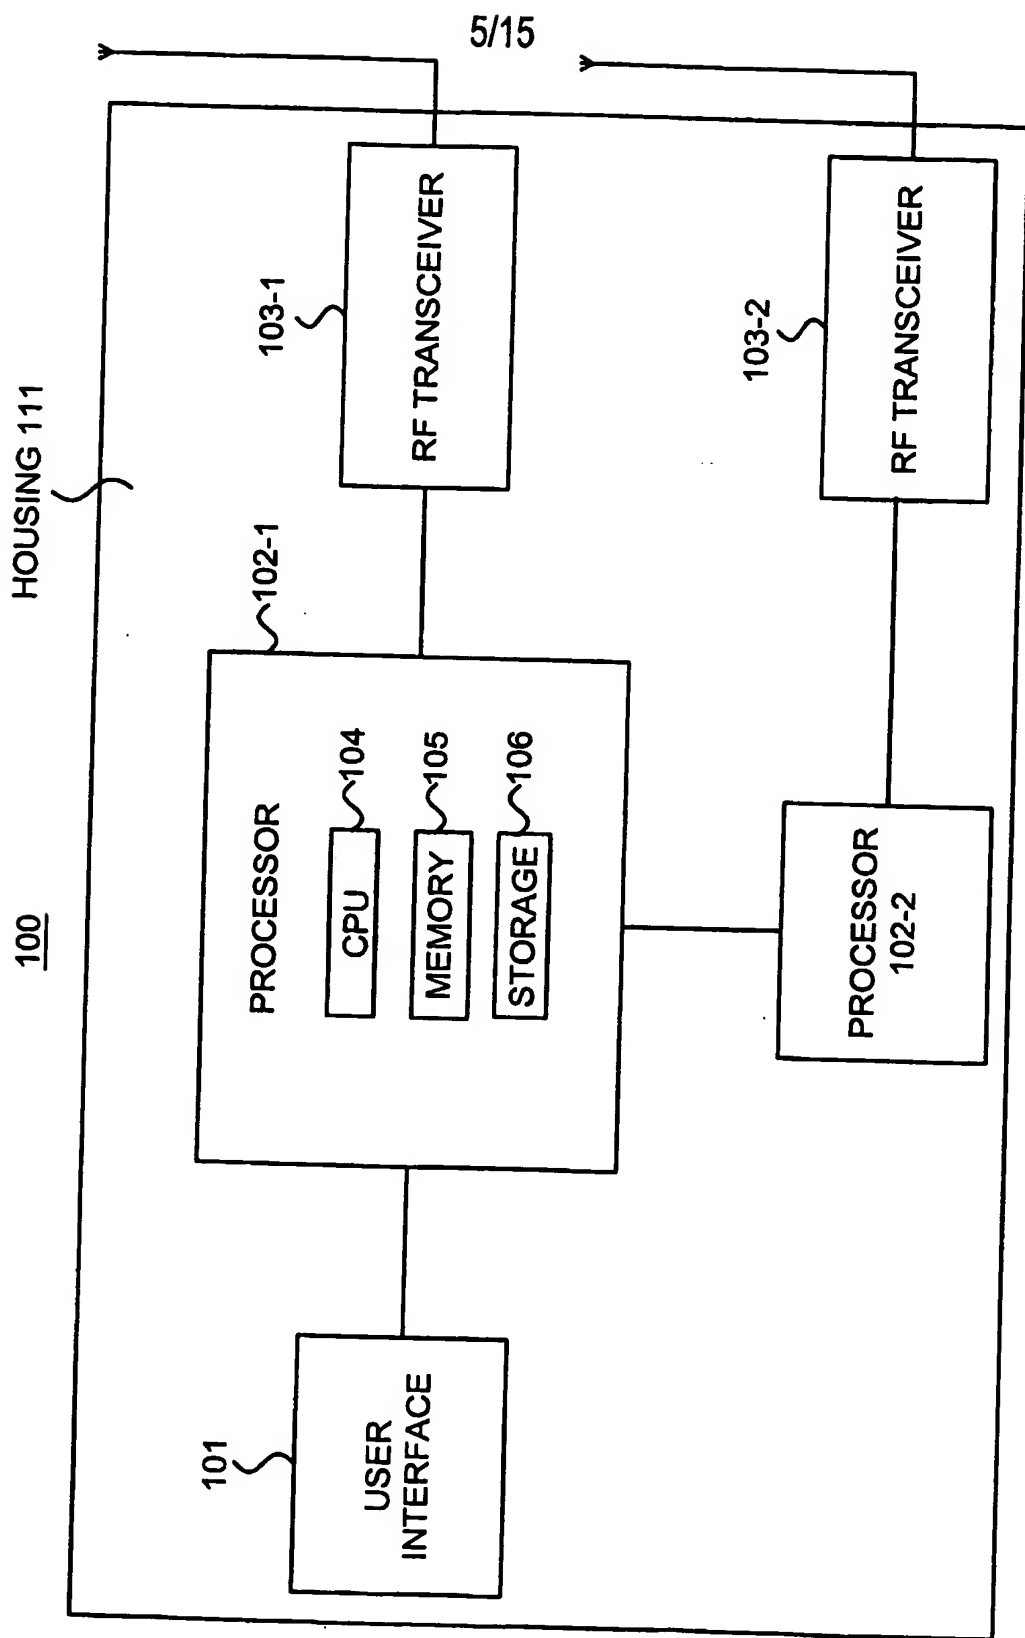 5/15
100
HOUSING 111
101
USER
INTERFACE
102-1
PROCESSOR
CPU
104
MEMORY
105
STORAGE
106
103-1
RF TRANSCEIVER
PROCESSOR
102-2
103-2
RF TRANSCEIVER